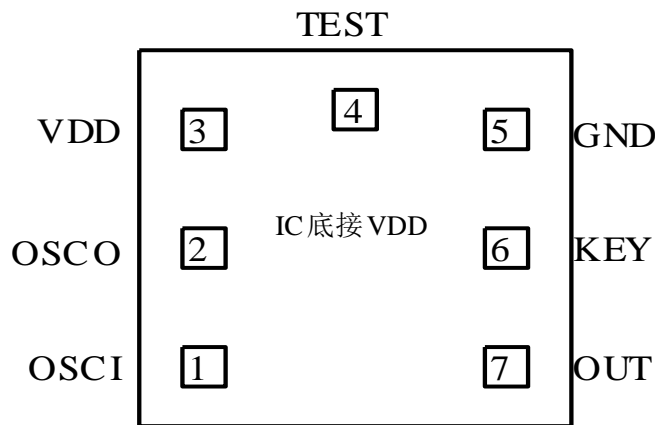 TEST
VDD 3 4 5 GND
IC底接VDD
OSCO 2 6 KEY
OSCI 1 7 OUT